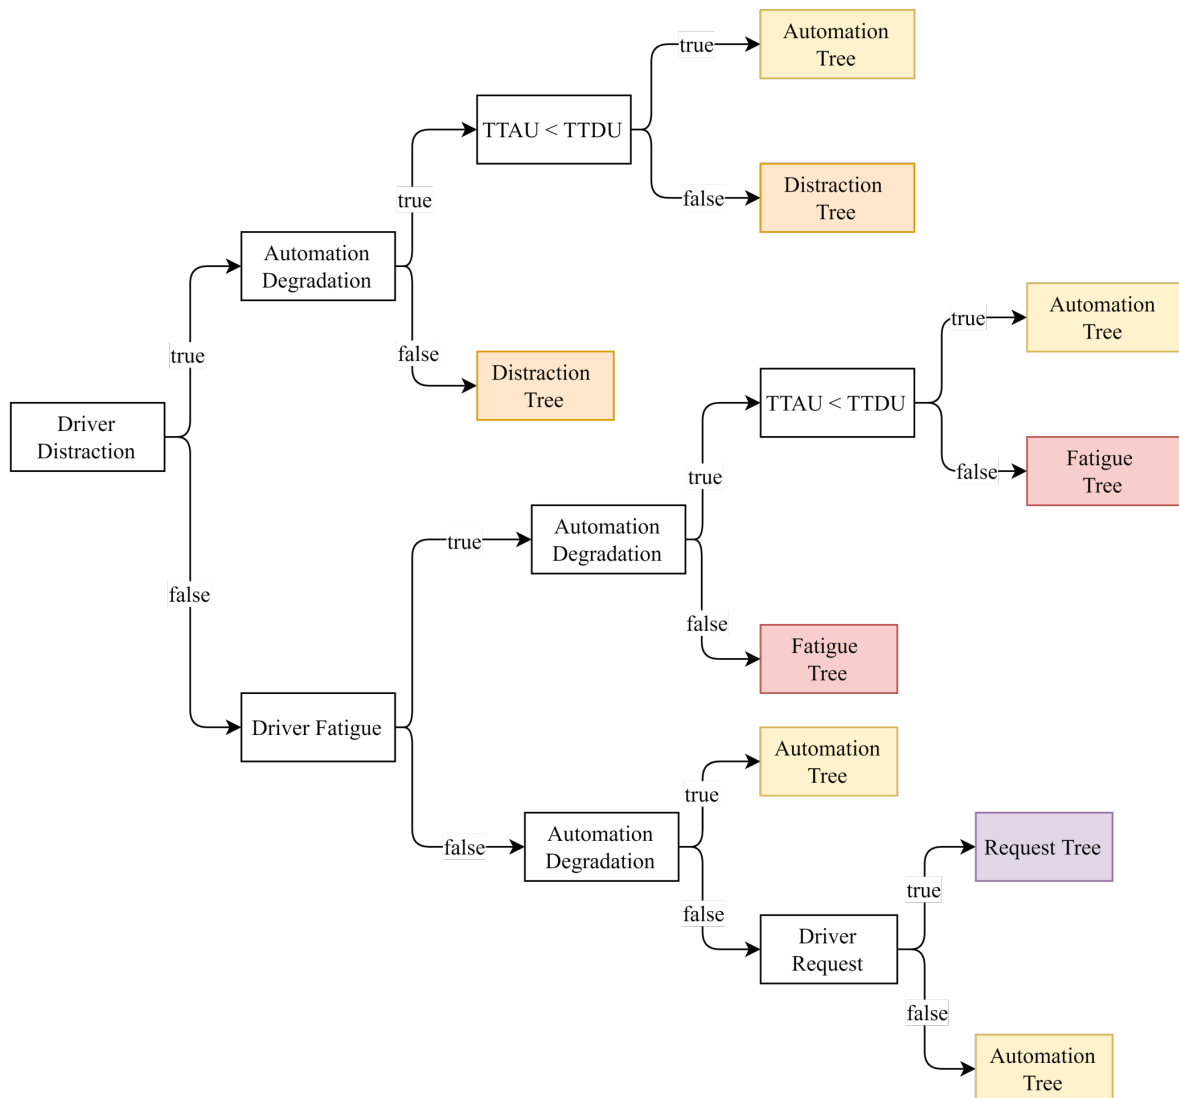 Automation
Tree
true
TTAU < TTDU
false
Distraction
Tree
true
Automation
Degradation
false
Distraction
Tree
true
Driver
Distraction
false
Automation
Tree
true
TTAU < TTDU
false
Fatigue
Tree
true
Automation
Degradation
true
false
Fatigue
Tree
Driver Fatigue
Automation
Tree
true
false
Automation
Degradation
false
Request Tree
true
Driver
Request
false
Automation
Tree